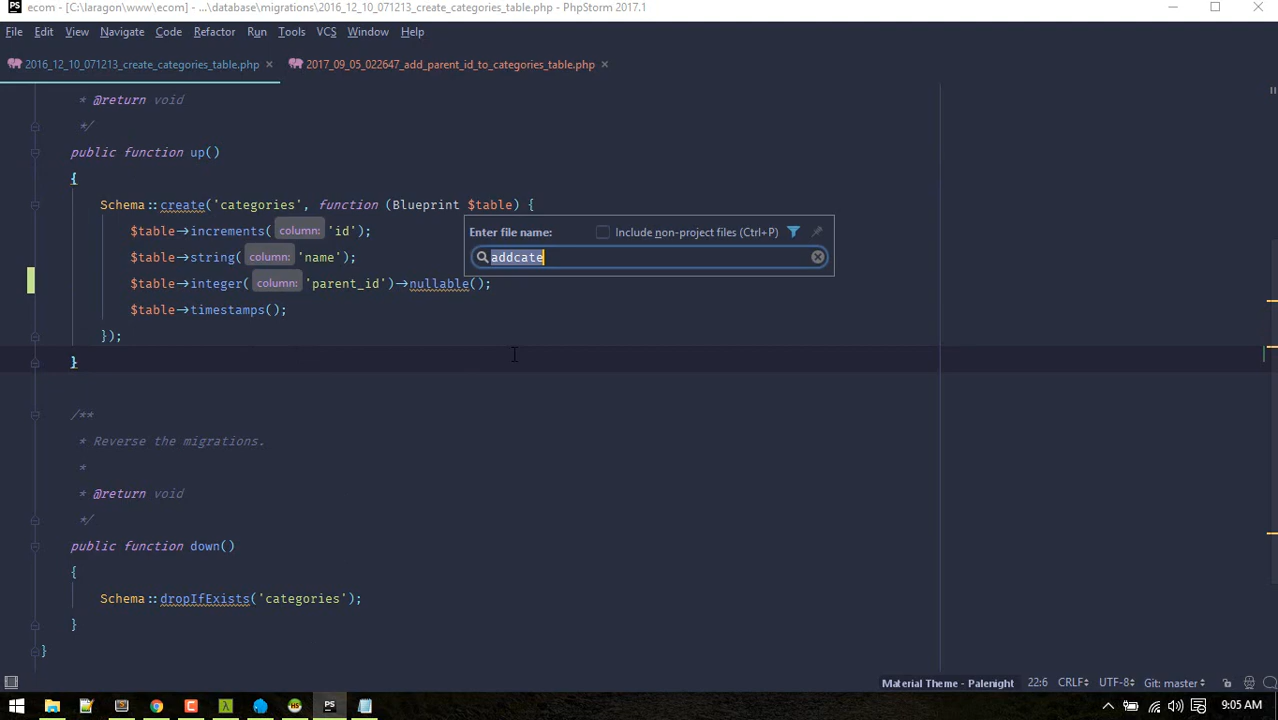 PS ecom - [C:\laragon\www\ecom] - ...\database\migrations\2016_12_10_071213_create_categories_table.php - PhpStorm 2017.1
File Edit View Navigate Code Refactor Run Tools VCS Window Help
2016_12_10_071213_create_categories_table.php 2017_09_05_022647_add_parent_id_to_categories_table.php
* @return void
*/
public function up()
{
Schema::create('categories', function (Blueprint $table) {
$table->increments( column: 'id');
Enter file name: Include non-project files (Ctrl+P)
$table->string( column: 'name');
addcate
$table->integer( column: 'parent_id')->nullable();
$table->timestamps();
});
}
/**
* Reverse the migrations.
*
* @return void
*/
public function down()
{
Schema::dropIfExists('categories');
}
}
Material Theme - Palenight 22:6 CRLF÷ UTF-8÷ Git: master÷
PS 9:05 AM